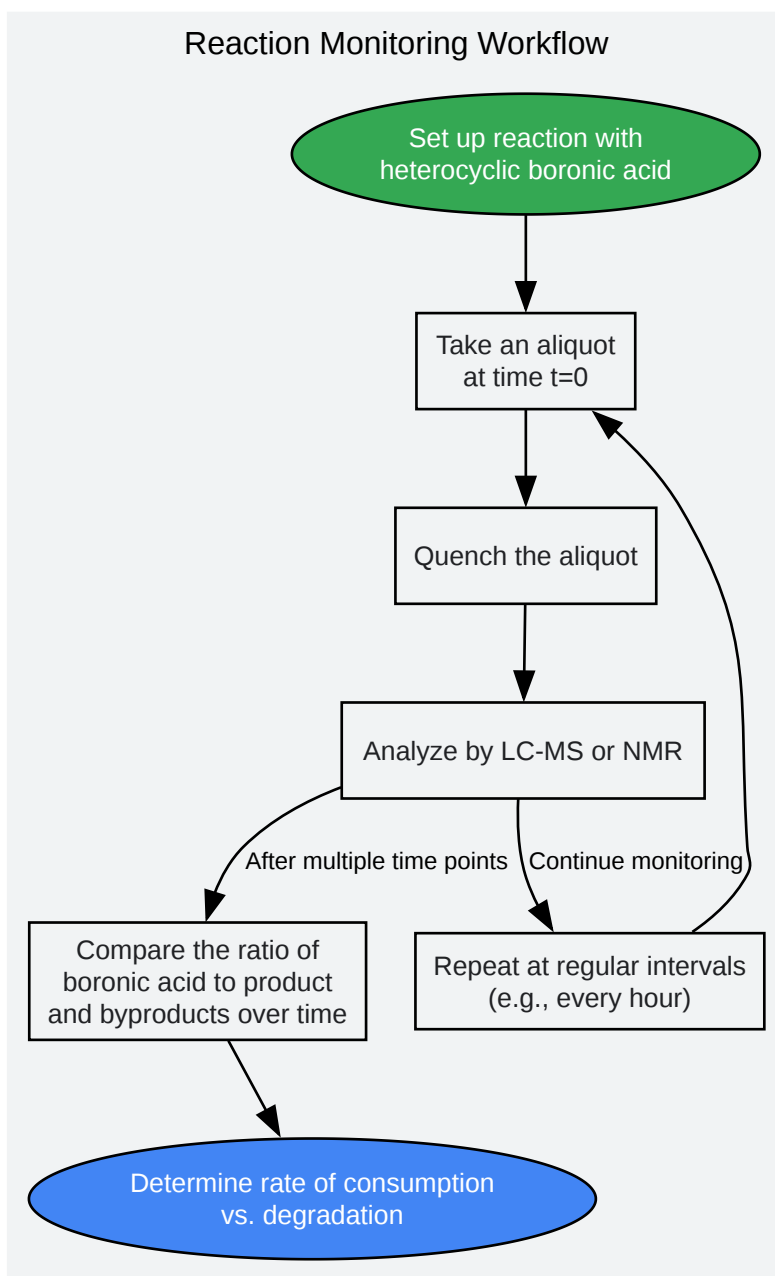 Reaction Monitoring Workflow
Set up reaction with
heterocyclic boronic acid
Take an aliquot
at time t=0
Quench the aliquot
Analyze by LC-MS or NMR
After multiple time points
Continue monitoring
Compare the ratio of
boronic acid to product
and byproducts over time
Repeat at regular intervals
(e.g., every hour)
Determine rate of consumption
vs. degradation